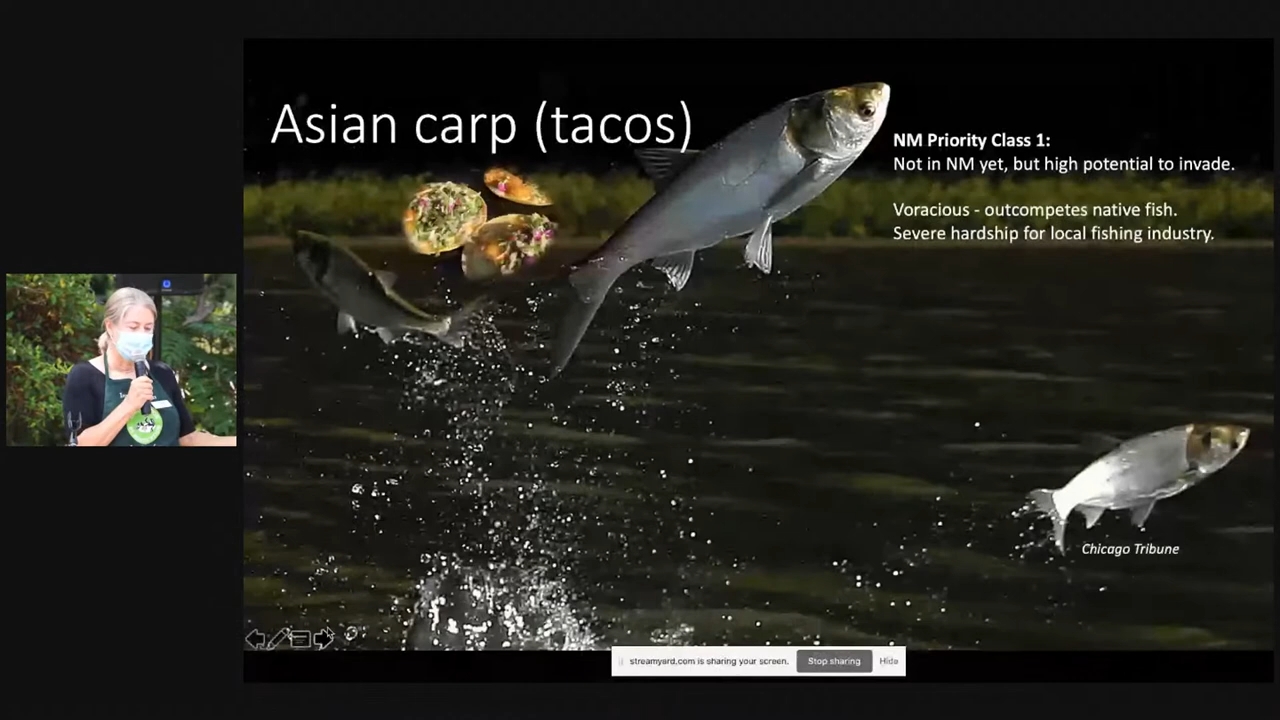 Asian carp (tacos)
NM Priority Class 1:
Not in NM yet, but high potential to invade.
Voracious - outcompetes native fish.
Severe hardship for local fishing industry.
Chicago Tribune
streamyard.com is sharing your screen.
Stop sharing
Hide